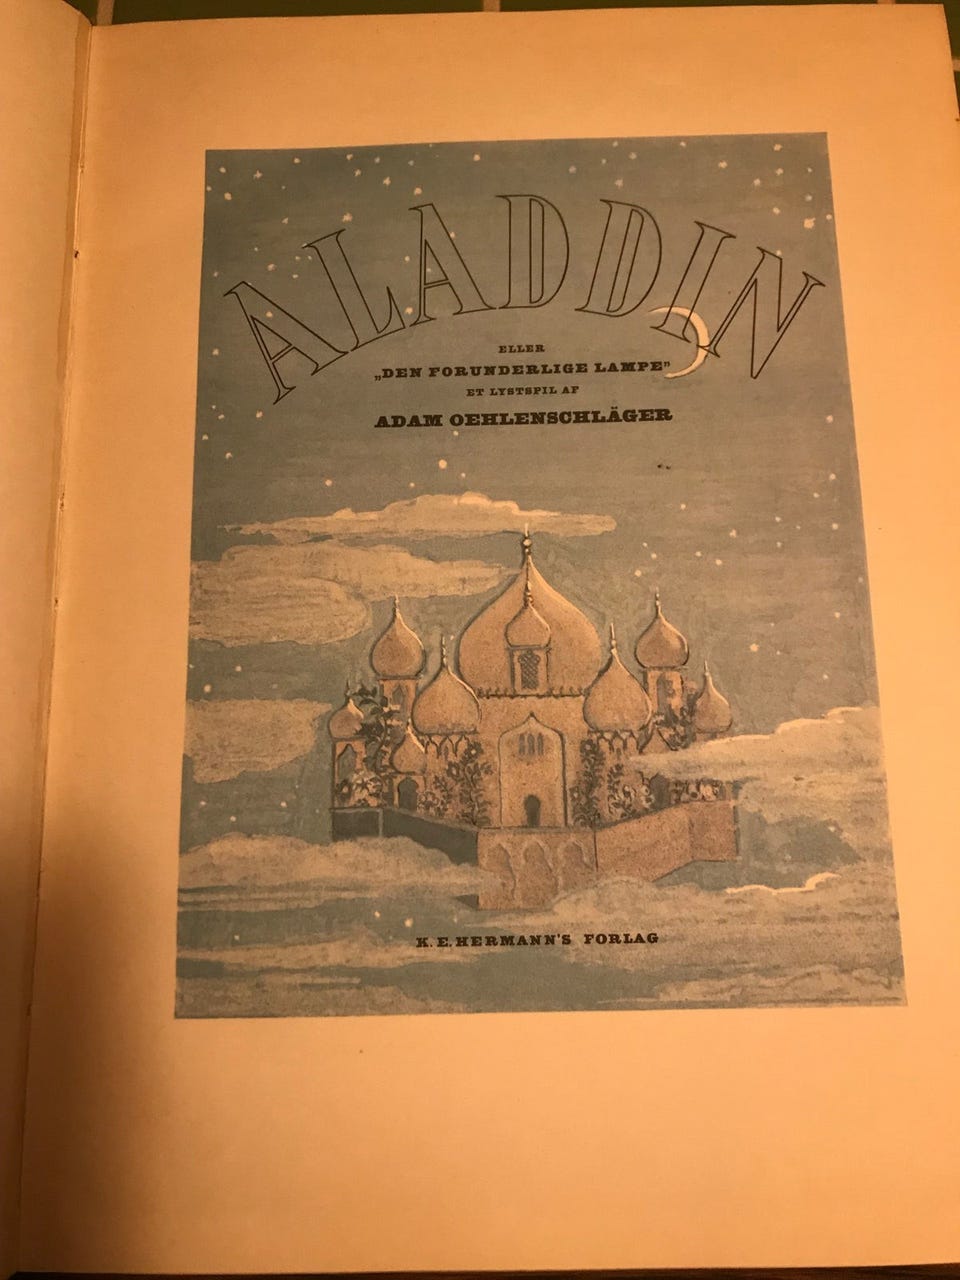 ALADDIN
ELLER
„DEN FORUNDERLIGE LAMPE”
ET LYSTSPIL AF
ADAM OEHLENSCHLÄGER
K. E. HERMANN'S FORLAG